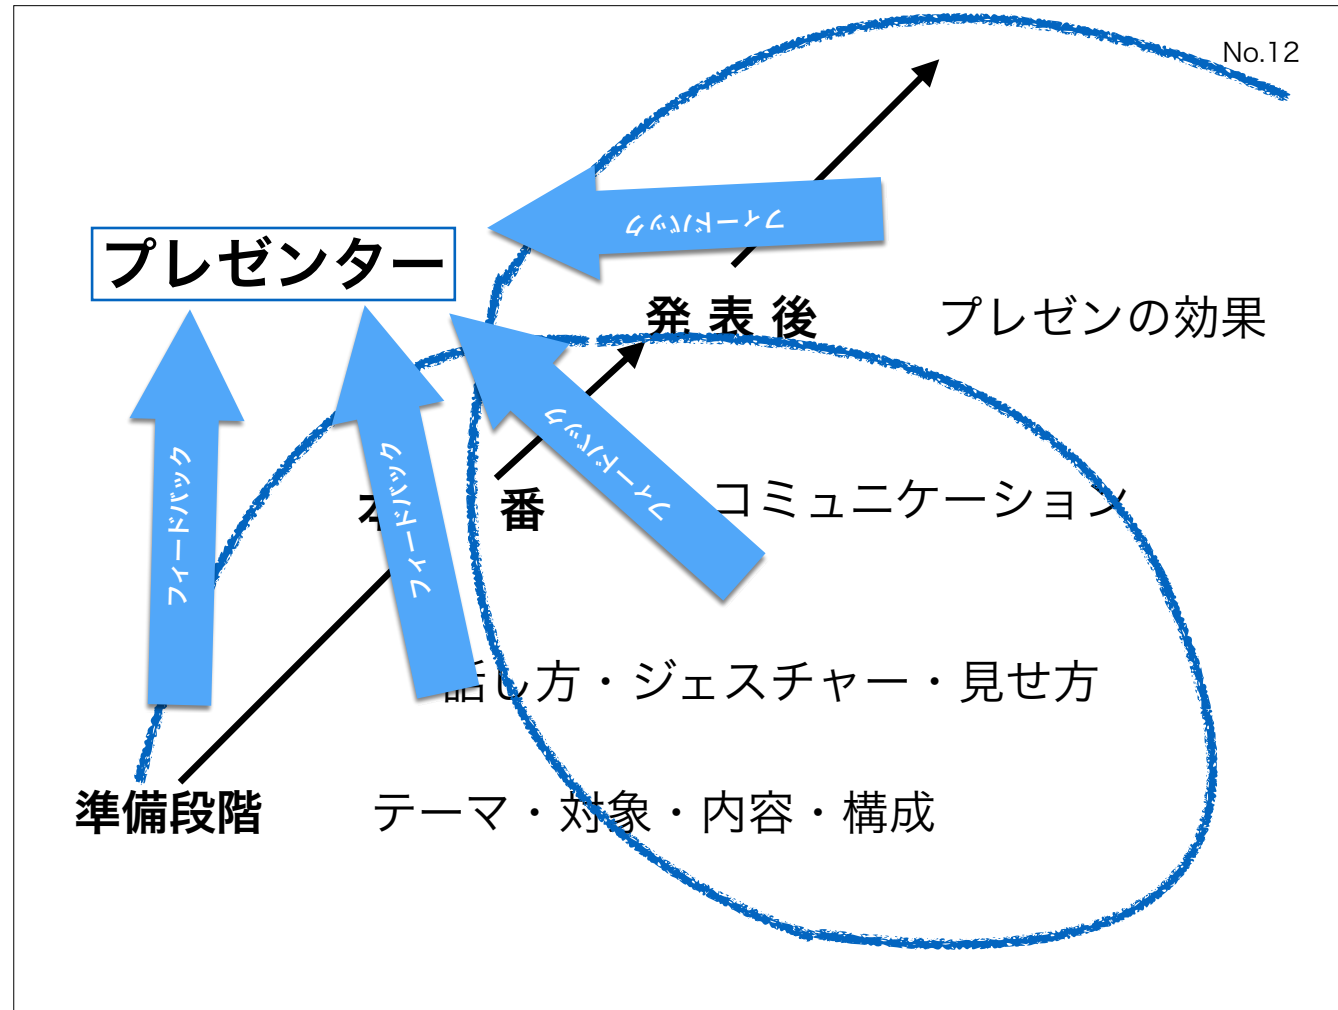 No.12
フィードバック
プレゼンター
発 表 後 プレゼンの効果
フィードバック
フィードバック
フィードバック
本 番 コミュニケーション
話し方・ジェスチャー・見せ方
準備段階 テーマ・対象・内容・構成